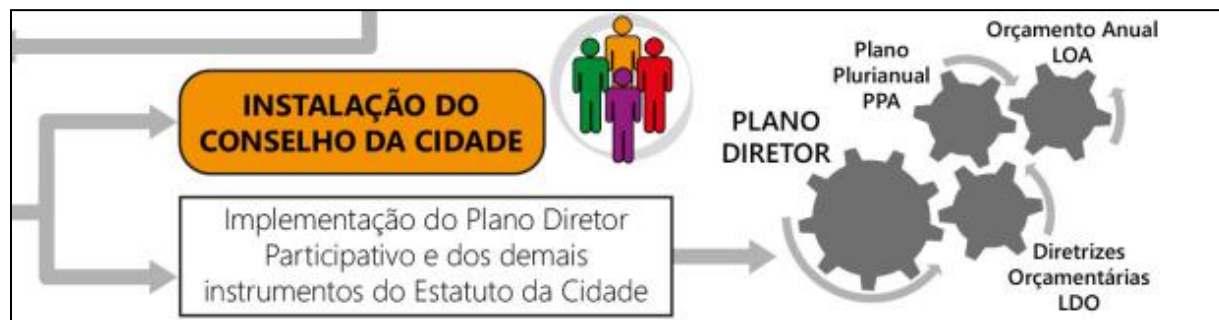 INSTALAÇÃO DO
CONSELHO DA CIDADE
Implementação do Plano Diretor
Participativo e dos demais
instrumentos do Estatuto da Cidade
PLANO
DIRETOR
Plano
Plurianual
PPA
Orçamento Anual
LOA
Diretrizes
Orçamentárias
LDO